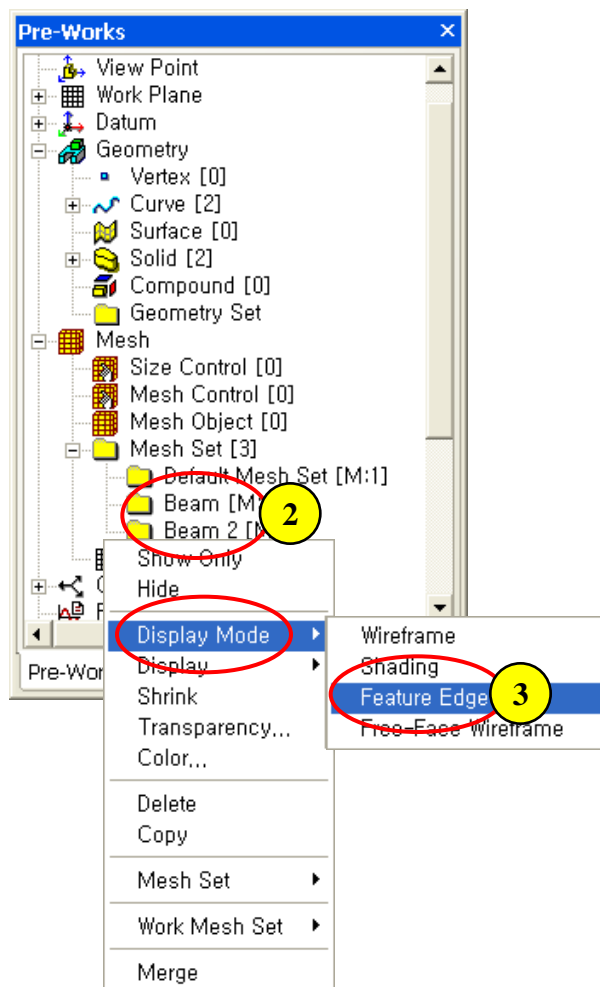 Pre-Works
View Point
Work Plane
Datum
Geometry
Vertex [0]
Curve [2]
Surface [0]
Solid [2]
Compound [0]
Geometry Set
Mesh
Size Control [0]
Mesh Control [0]
Mesh Object [0]
Mesh Set [3]
Default Mesh Set [M:1]
Beam [M
2
Beam 2 [M
Show Only
Hide
Display Mode
Wireframe
Pre-Wor
Display
Shading
Shrink
Feature Edge
3
Transparency...
Free-Face Wireframe
Color...
Delete
Copy
Mesh Set
Work Mesh Set
Merge